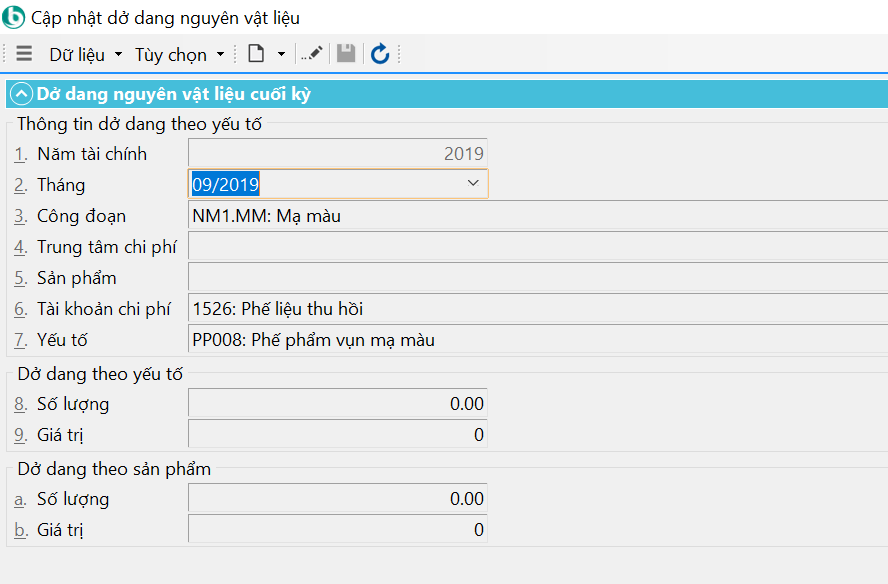 Cập nhật dở dang nguyên vật liệu
Dữ liệu Tùy chọn
Dở dang nguyên vật liệu cuối kỳ
Thông tin dở dang theo yếu tố
1. Năm tài chính 2019
2. Tháng 09/2019
3. Công đoạn NM1.MM: Mạ màu
4. Trung tâm chi phí
5. Sản phẩm
6. Tài khoản chi phí 1526: Phế liệu thu hồi
7. Yếu tố PP008: Phế phẩm vụn mạ màu
Dở dang theo yếu tố
8. Số lượng 0.00
9. Giá trị 0
Dở dang theo sản phẩm
a. Số lượng 0.00
b. Giá trị 0